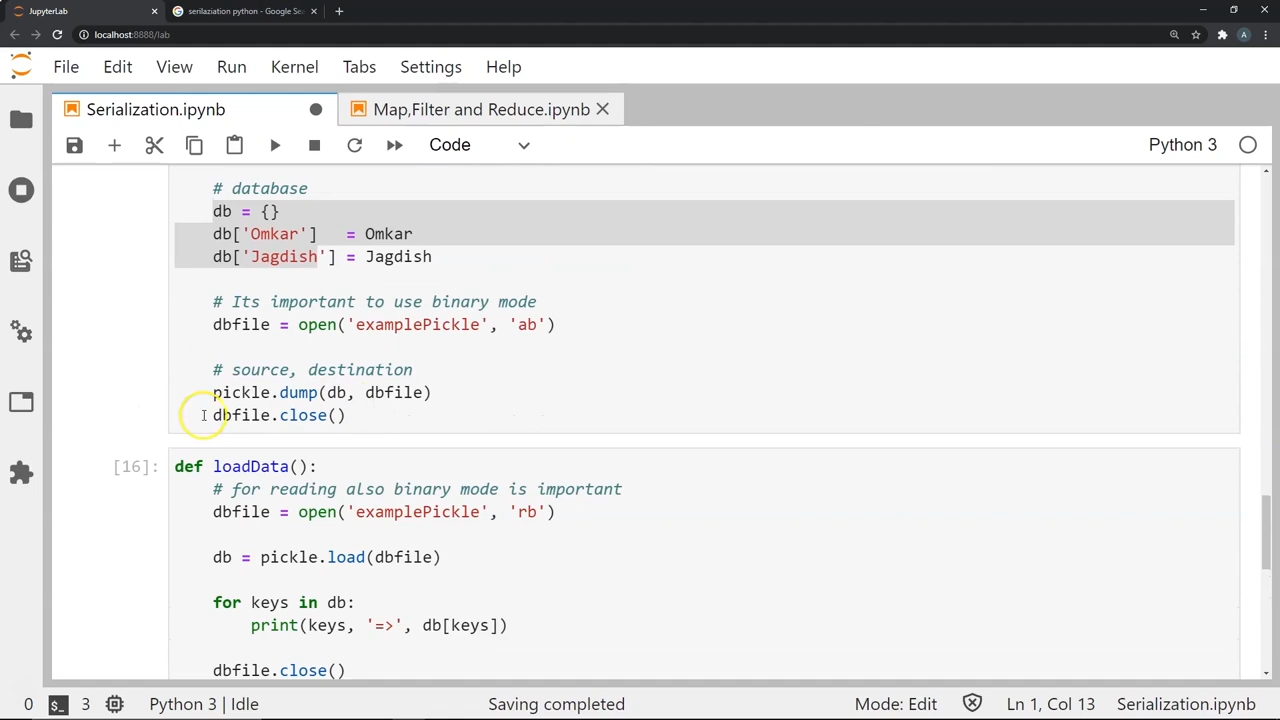 JupyterLab
serilaziation python - Google Se
localhost:8888/lab
A
File Edit View Run Kernel Tabs Settings Help
Serialization.ipynb
Map,Filter and Reduce.ipynb
Code
Python 3
# database
db = {}
db['Omkar']   = Omkar
db['Jagdish'] = Jagdish
# Its important to use binary mode
dbfile = open('examplePickle', 'ab')
# source, destination
pickle.dump(db, dbfile)
dbfile.close()
[16]:
def loadData():
# for reading also binary mode is important
dbfile = open('examplePickle', 'rb')
db = pickle.load(dbfile)
for keys in db:
print(keys, '=>', db[keys])
dbfile.close()
0 $_ 3 Python 3 | Idle Saving completed Mode: Edit Ln 1, Col 13 Serialization.ipynb